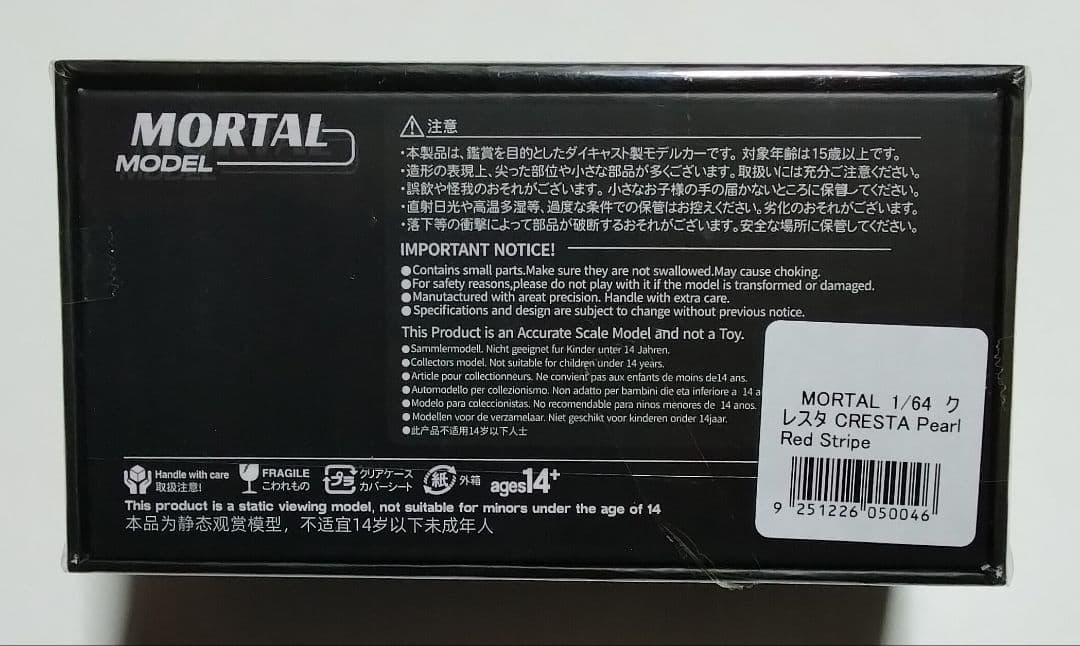 MORTAL
MODEL
注意
・本製品は、鑑賞を目的としたダイキャスト製モデルカーです。対象年齢は15歳以上です。
・造形の表現上、尖った部位や小さな部品が多くございます。取扱いには充分ご注意ください。
・誤飲や怪我のおそれがございます。小さなお子様の手の届かないところに保管してください。
・直射日光や高温多湿等、過度な条件での保管はお控えください。劣化のおそれがございます。
・落下等の衝撃によって部品が破断するおそれがございます。安全な場所に保管してください。
IMPORTANT NOTICE!
●Contains small parts.Make sure they are not swallowed.May cause choking.
●For safety reasons,please do not play with it if the model is transformed or damaged.
●Manutactured with areat precision. Handle with extra care.
●Specifications and design are subject to change without previous notice.
This Product is an Accurate Scale Model and not a Toy.
●Sammlermodell. Nicht geeignet fur Kinder unter 14 Jahren.
●Collectors model. Not suitable for children under 14 years.
●Article pour collectionneurs. Ne convient pas aux enfants de moins de14 ans.
●Automodello per collezionismo. Non adatto per bambini die eta inferiore a 14 a
●Modelo para coleccionistas. No recomendable para ninos menores de 14 anos.
●Modellen voor de verzamelaar. Niet geschikt voor kinderen onder 14jaar.
●此产品不适用14岁以下人士
MORTAL 1/64 ク
レスタ CRESTA Pearl
Red Stripe
9 251226 050046
Handle with care
取扱注意!
FRAGILE
こわれもの
プラ
クリアケース
カバーシート
紙
外箱
ages14+
This product is a static viewing model, not suitable for minors under the age of 14
本品为静态观赏模型，不适宜14岁以下未成年人